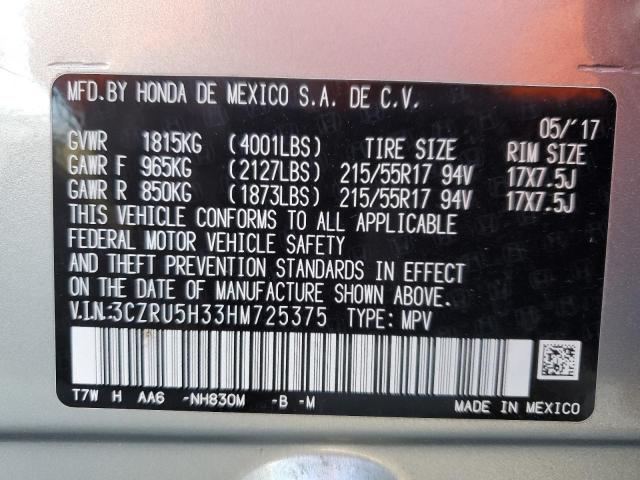 MFD.BY HONDA DE MEXICO S.A. DE C.V.
05/'17
GVWR 1815KG (4001LBS) TIRE SIZE RIM SIZE
GAWR F 965KG (2127LBS) 215/55R17 94V 17X7.5J
GAWR R 850KG (1873LBS) 215/55R17 94V 17X7.5J
THIS VEHICLE CONFORMS TO ALL APPLICABLE
FEDERAL MOTOR VEHICLE SAFETY
AND THEFT PREVENTION STANDARDS IN EFFECT
ON THE DATE OF MANUFACTURE SHOWN ABOVE.
V.I.N:3CZRU5H33HM725375 TYPE: MPV
T7W H AA6 -NH830M -B -M MADE IN MEXICO